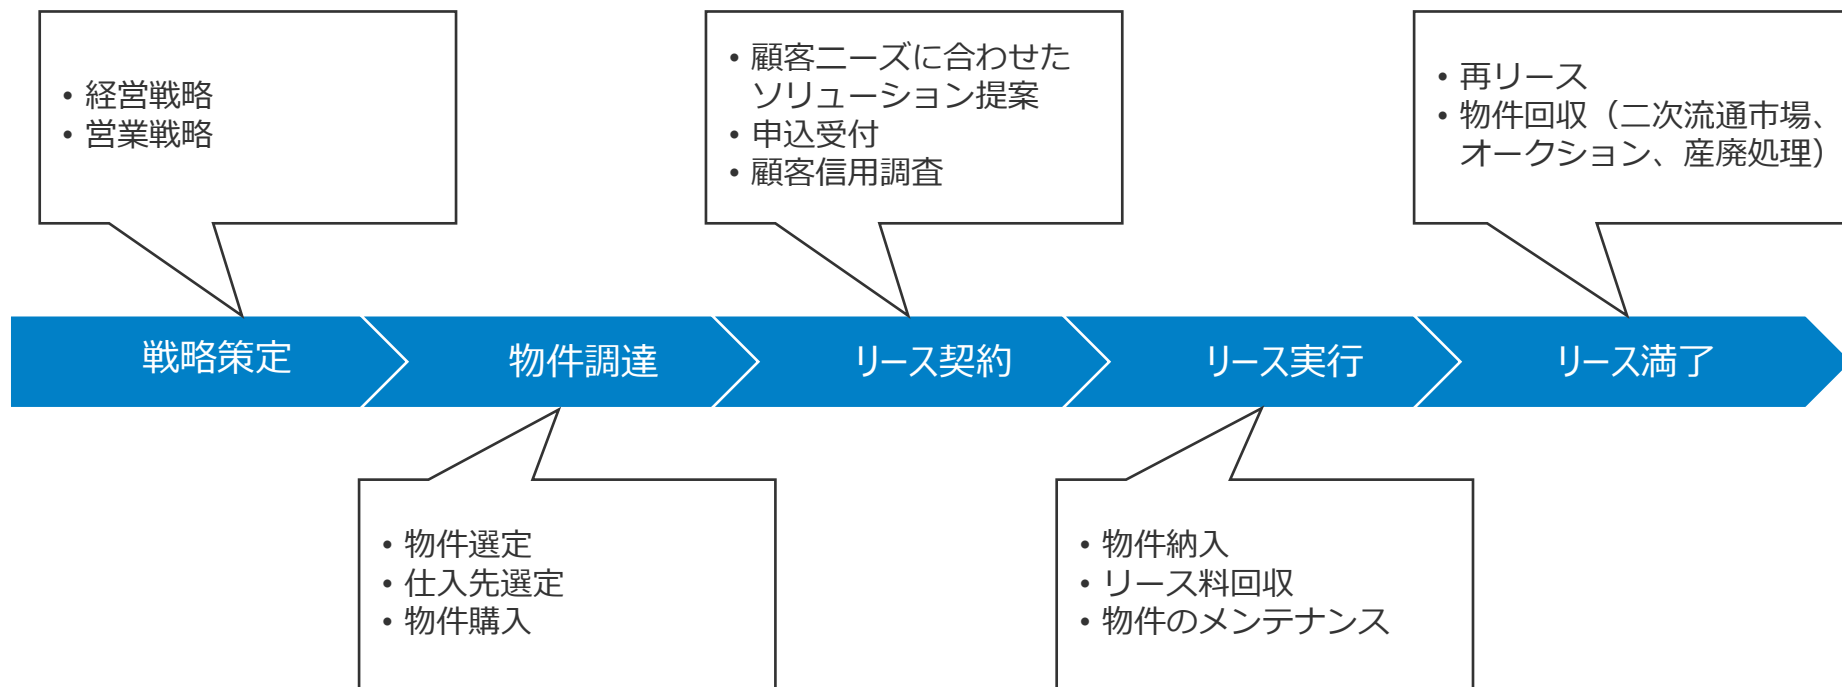 ・経営戦略
・営業戦略
・顧客ニーズに合わせた
ソリューション提案
・申込受付
・顧客信用調査
・再リース
・物件回収（二次流通市場、
オークション、産廃処理）
戦略策定
物件調達
リース契約
リース実行
リース満了
・物件選定
・仕入先選定
・物件購入
・物件納入
・リース料回収
・物件のメンテナンス